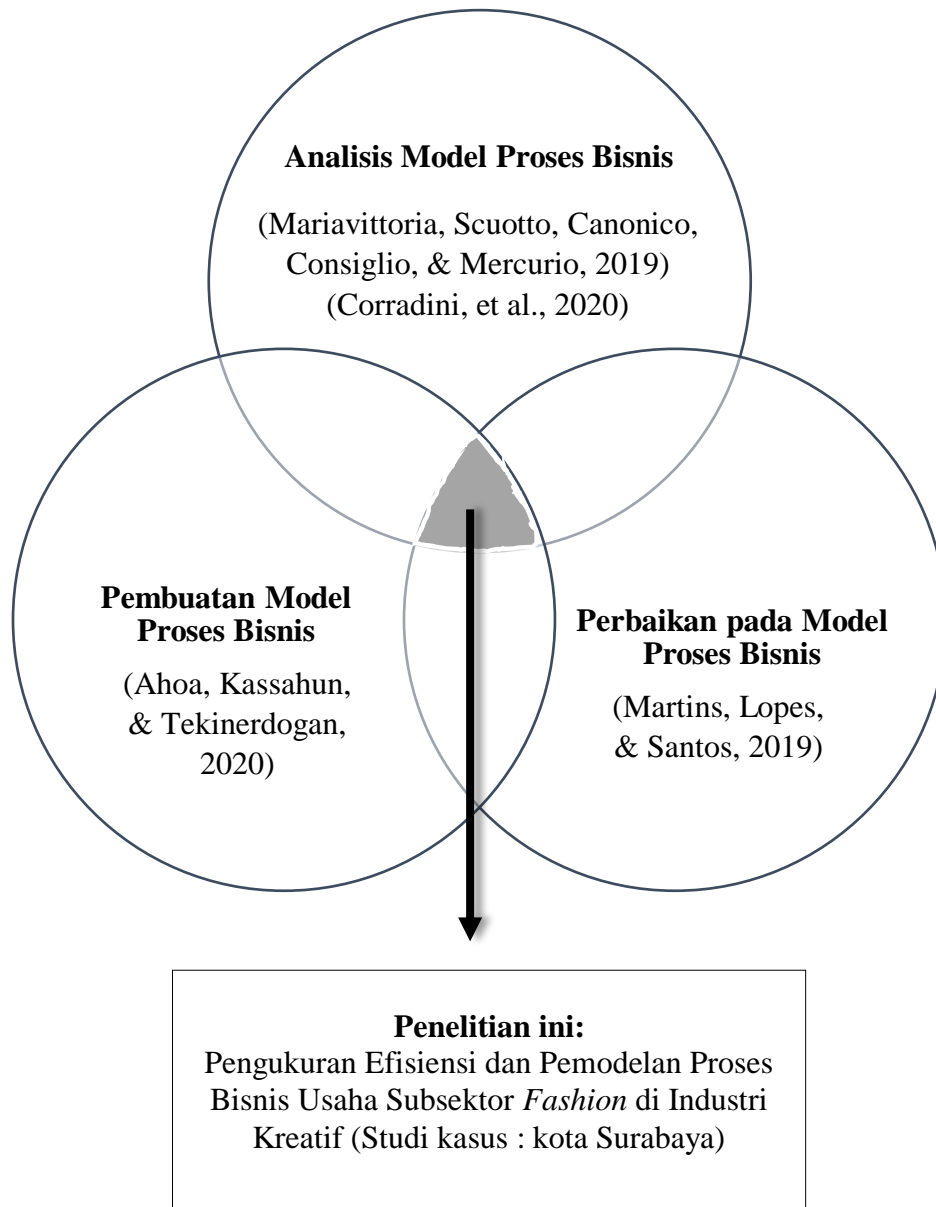 Analisis Model Proses Bisnis
(Mariavittoria, Scuotto, Canonico,
Consiglio, & Mercurio, 2019)
(Corradini, et al., 2020)
Pembuatan Model
Proses Bisnis
(Ahoa, Kassahun,
& Tekinerdogan,
2020)
Perbaikan pada Model
Proses Bisnis
(Martins, Lopes,
& Santos, 2019)
Penelitian ini:
Pengukuran Efisiensi dan Pemodelan Proses
Bisnis Usaha Subsektor Fashion di Industri
Kreatif (Studi kasus : kota Surabaya)